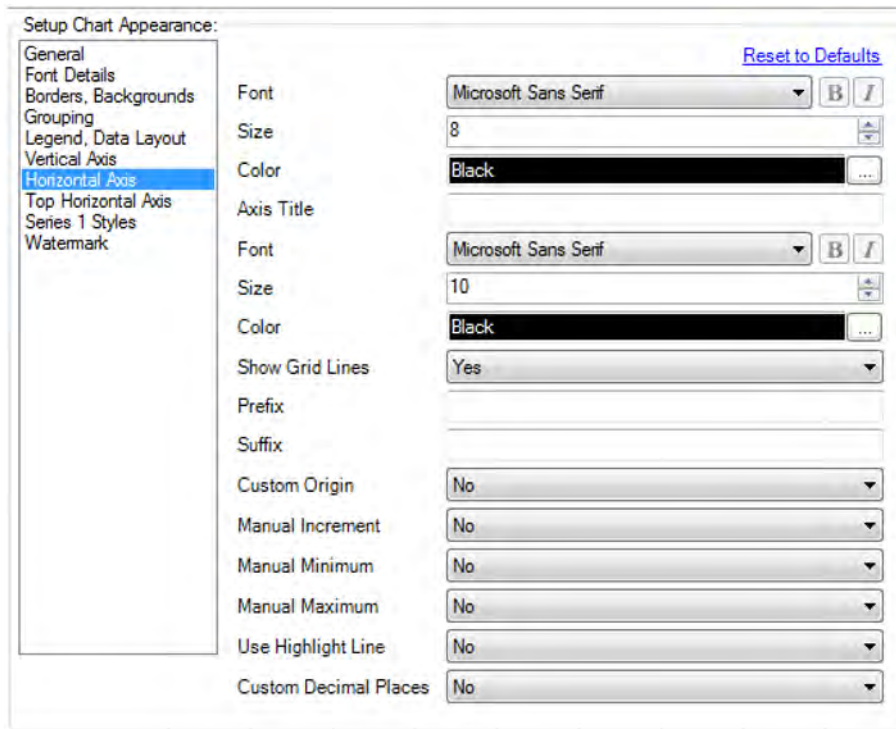 Setup Chart Appearance:
General
Font Details
Borders, Backgrounds
Grouping
Legend, Data Layout
Vertical Axis
Horizontal Axis
Top Horizontal Axis
Series 1 Styles
Watermark
Reset to Defaults
Font Microsoft Sans Serif B I
Size 8
Color Black ...
Axis Title
Font Microsoft Sans Serif B I
Size 10
Color Black ...
Show Grid Lines Yes
Prefix
Suffix
Custom Origin No
Manual Increment No
Manual Minimum No
Manual Maximum No
Use Highlight Line No
Custom Decimal Places No